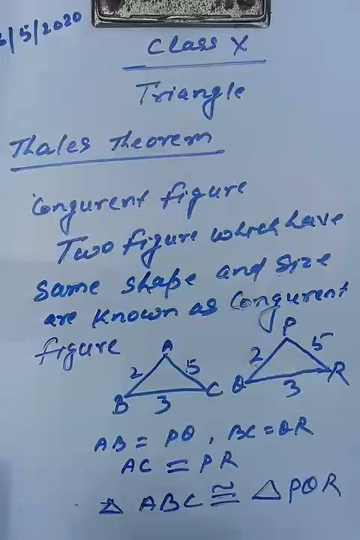 /5/2020
Class X
Triangle
Thales Theorem
Congurent figure
Two figure which have
same shape and size
are known as Congurent
figure
A
2 5
B 3 C
P
2 5
Q 3 R
AB = PQ , BC = QR
AC = PR
△ ABC ≅ △ PQR